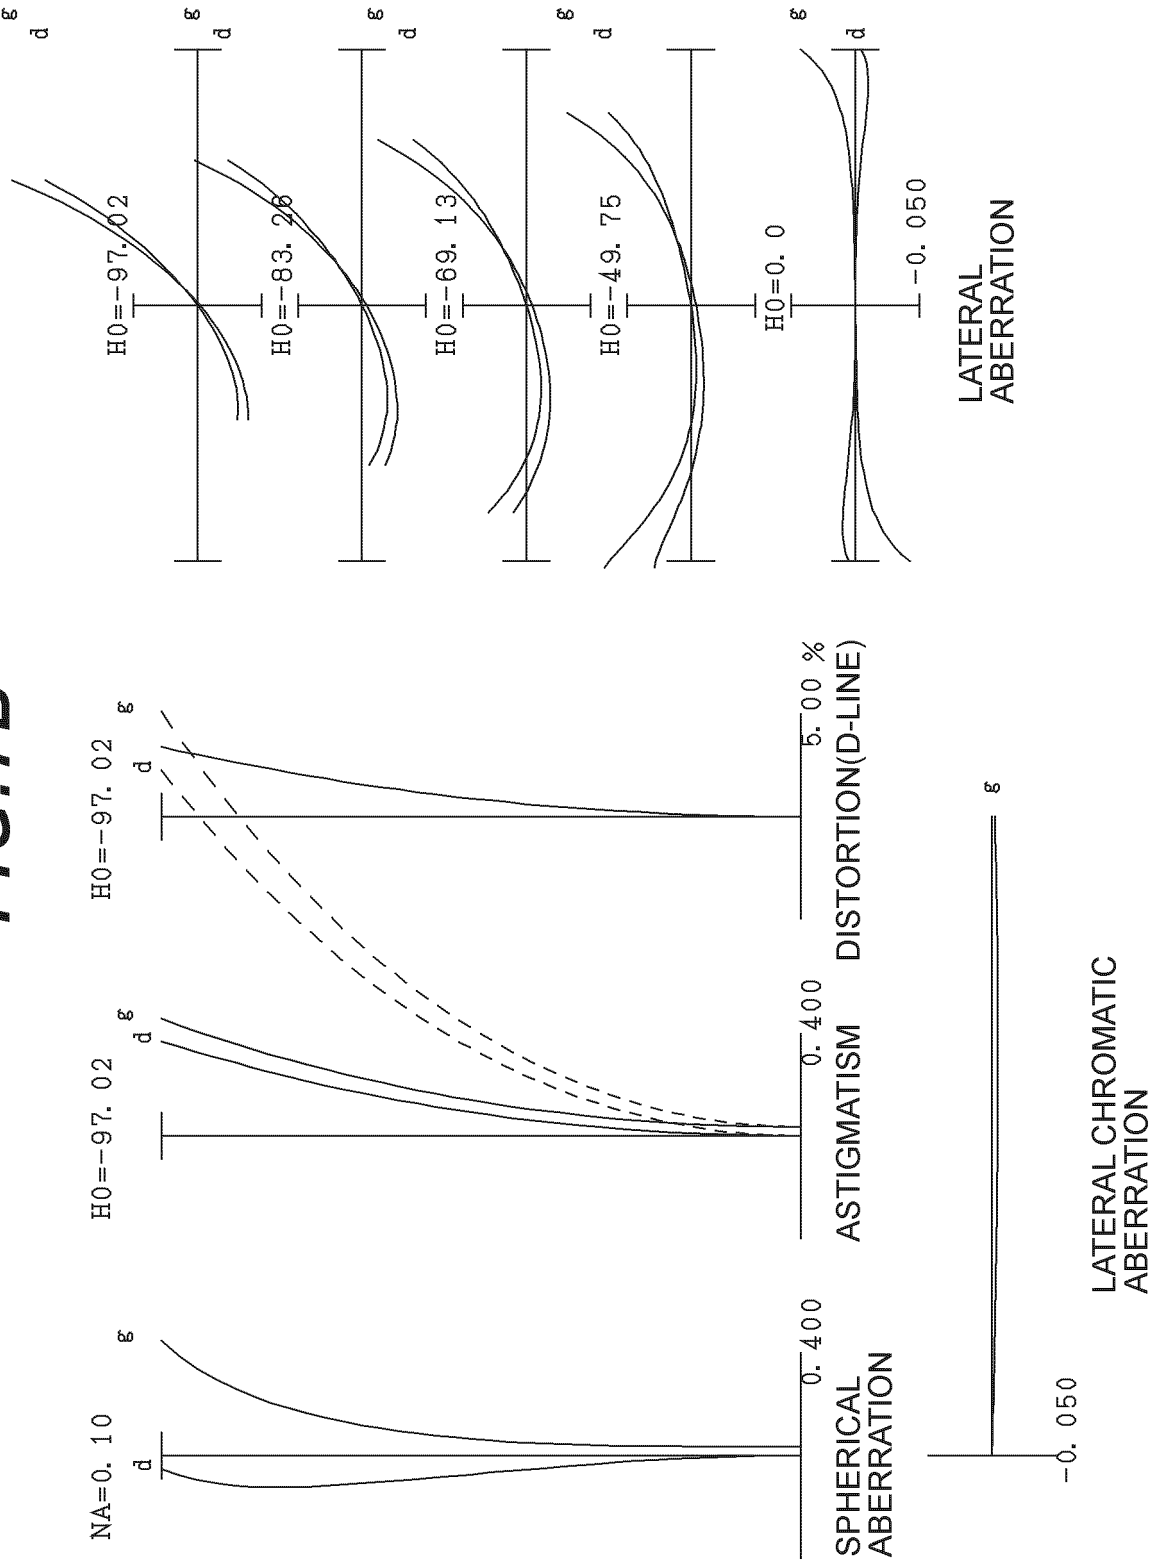 NA=0.10
d
g
0.400
SPHERICAL
ABERRATION
H0=-97.02
d
g
0.400
ASTIGMATISM
H0=-97.02
d
g
5.00 %
DISTORTION(D-LINE)
g
-0.050
LATERAL CHROMATIC
ABERRATION
g
d
H0=-97.02
g
d
H0=-83.26
g
d
H0=-69.13
g
d
H0=-49.75
g
d
H0=0.0
-0.050
LATERAL
ABERRATION